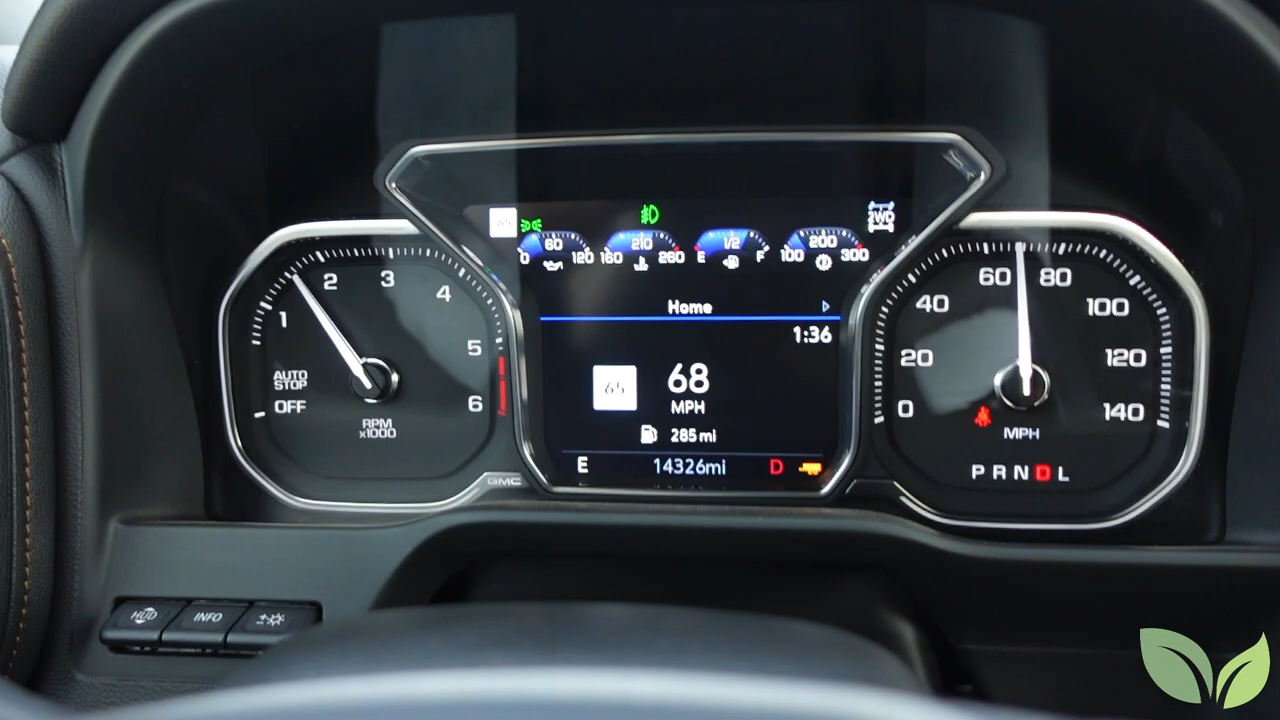 65
2WD
0 60 120
160 210 260
E 1/2 F
100 200 300
Home
1:36
65
68
MPH
285 mi
E
14326mi
D
1 2 3 4 5 6
AUTO
STOP
OFF
RPM
x1000
GMC
0 20 40 60 80 100 120 140
MPH
P R N D L
HUD
INFO